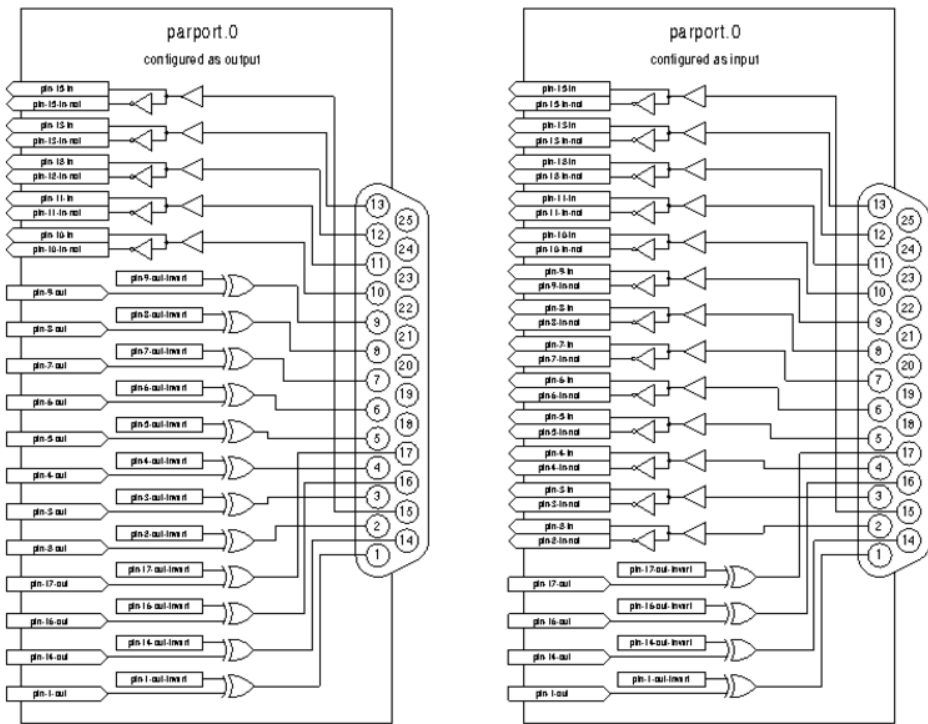 parport.0
configured as output
pin-15-in
pin-15-in-not
pin-13-in
pin-13-in-not
pin-12-in
pin-12-in-not
pin-11-in
pin-11-in-not
pin-10-in
pin-10-in-not
pin-9-out-invert
pin-9-out
pin-8-out-invert
pin-8-out
pin-7-out-invert
pin-7-out
pin-6-out-invert
pin-6-out
pin-5-out-invert
pin-5-out
pin-4-out-invert
pin-4-out
pin-3-out-invert
pin-3-out
pin-2-out-invert
pin-2-out
pin-17-out-invert
pin-17-out
pin-16-out-invert
pin-16-out
pin-14-out-invert
pin-14-out
pin-1-out-invert
pin-1-out
13
25
12
24
11
23
10
22
9
21
8
20
7
19
6
18
5
17
4
16
3
15
2
14
1
parport.0
configured as input
pin-15-in
pin-15-in-not
pin-13-in
pin-13-in-not
pin-12-in
pin-12-in-not
pin-11-in
pin-11-in-not
pin-10-in
pin-10-in-not
pin-9-in
pin-9-in-not
pin-8-in
pin-8-in-not
pin-7-in
pin-7-in-not
pin-6-in
pin-6-in-not
pin-5-in
pin-5-in-not
pin-4-in
pin-4-in-not
pin-3-in
pin-3-in-not
pin-2-in
pin-2-in-not
pin-17-out-invert
pin-17-out
pin-16-out-invert
pin-16-out
pin-14-out-invert
pin-14-out
pin-1-out-invert
pin-1-out
13
25
12
24
11
23
10
22
9
21
8
20
7
19
6
18
5
17
4
16
3
15
2
14
1